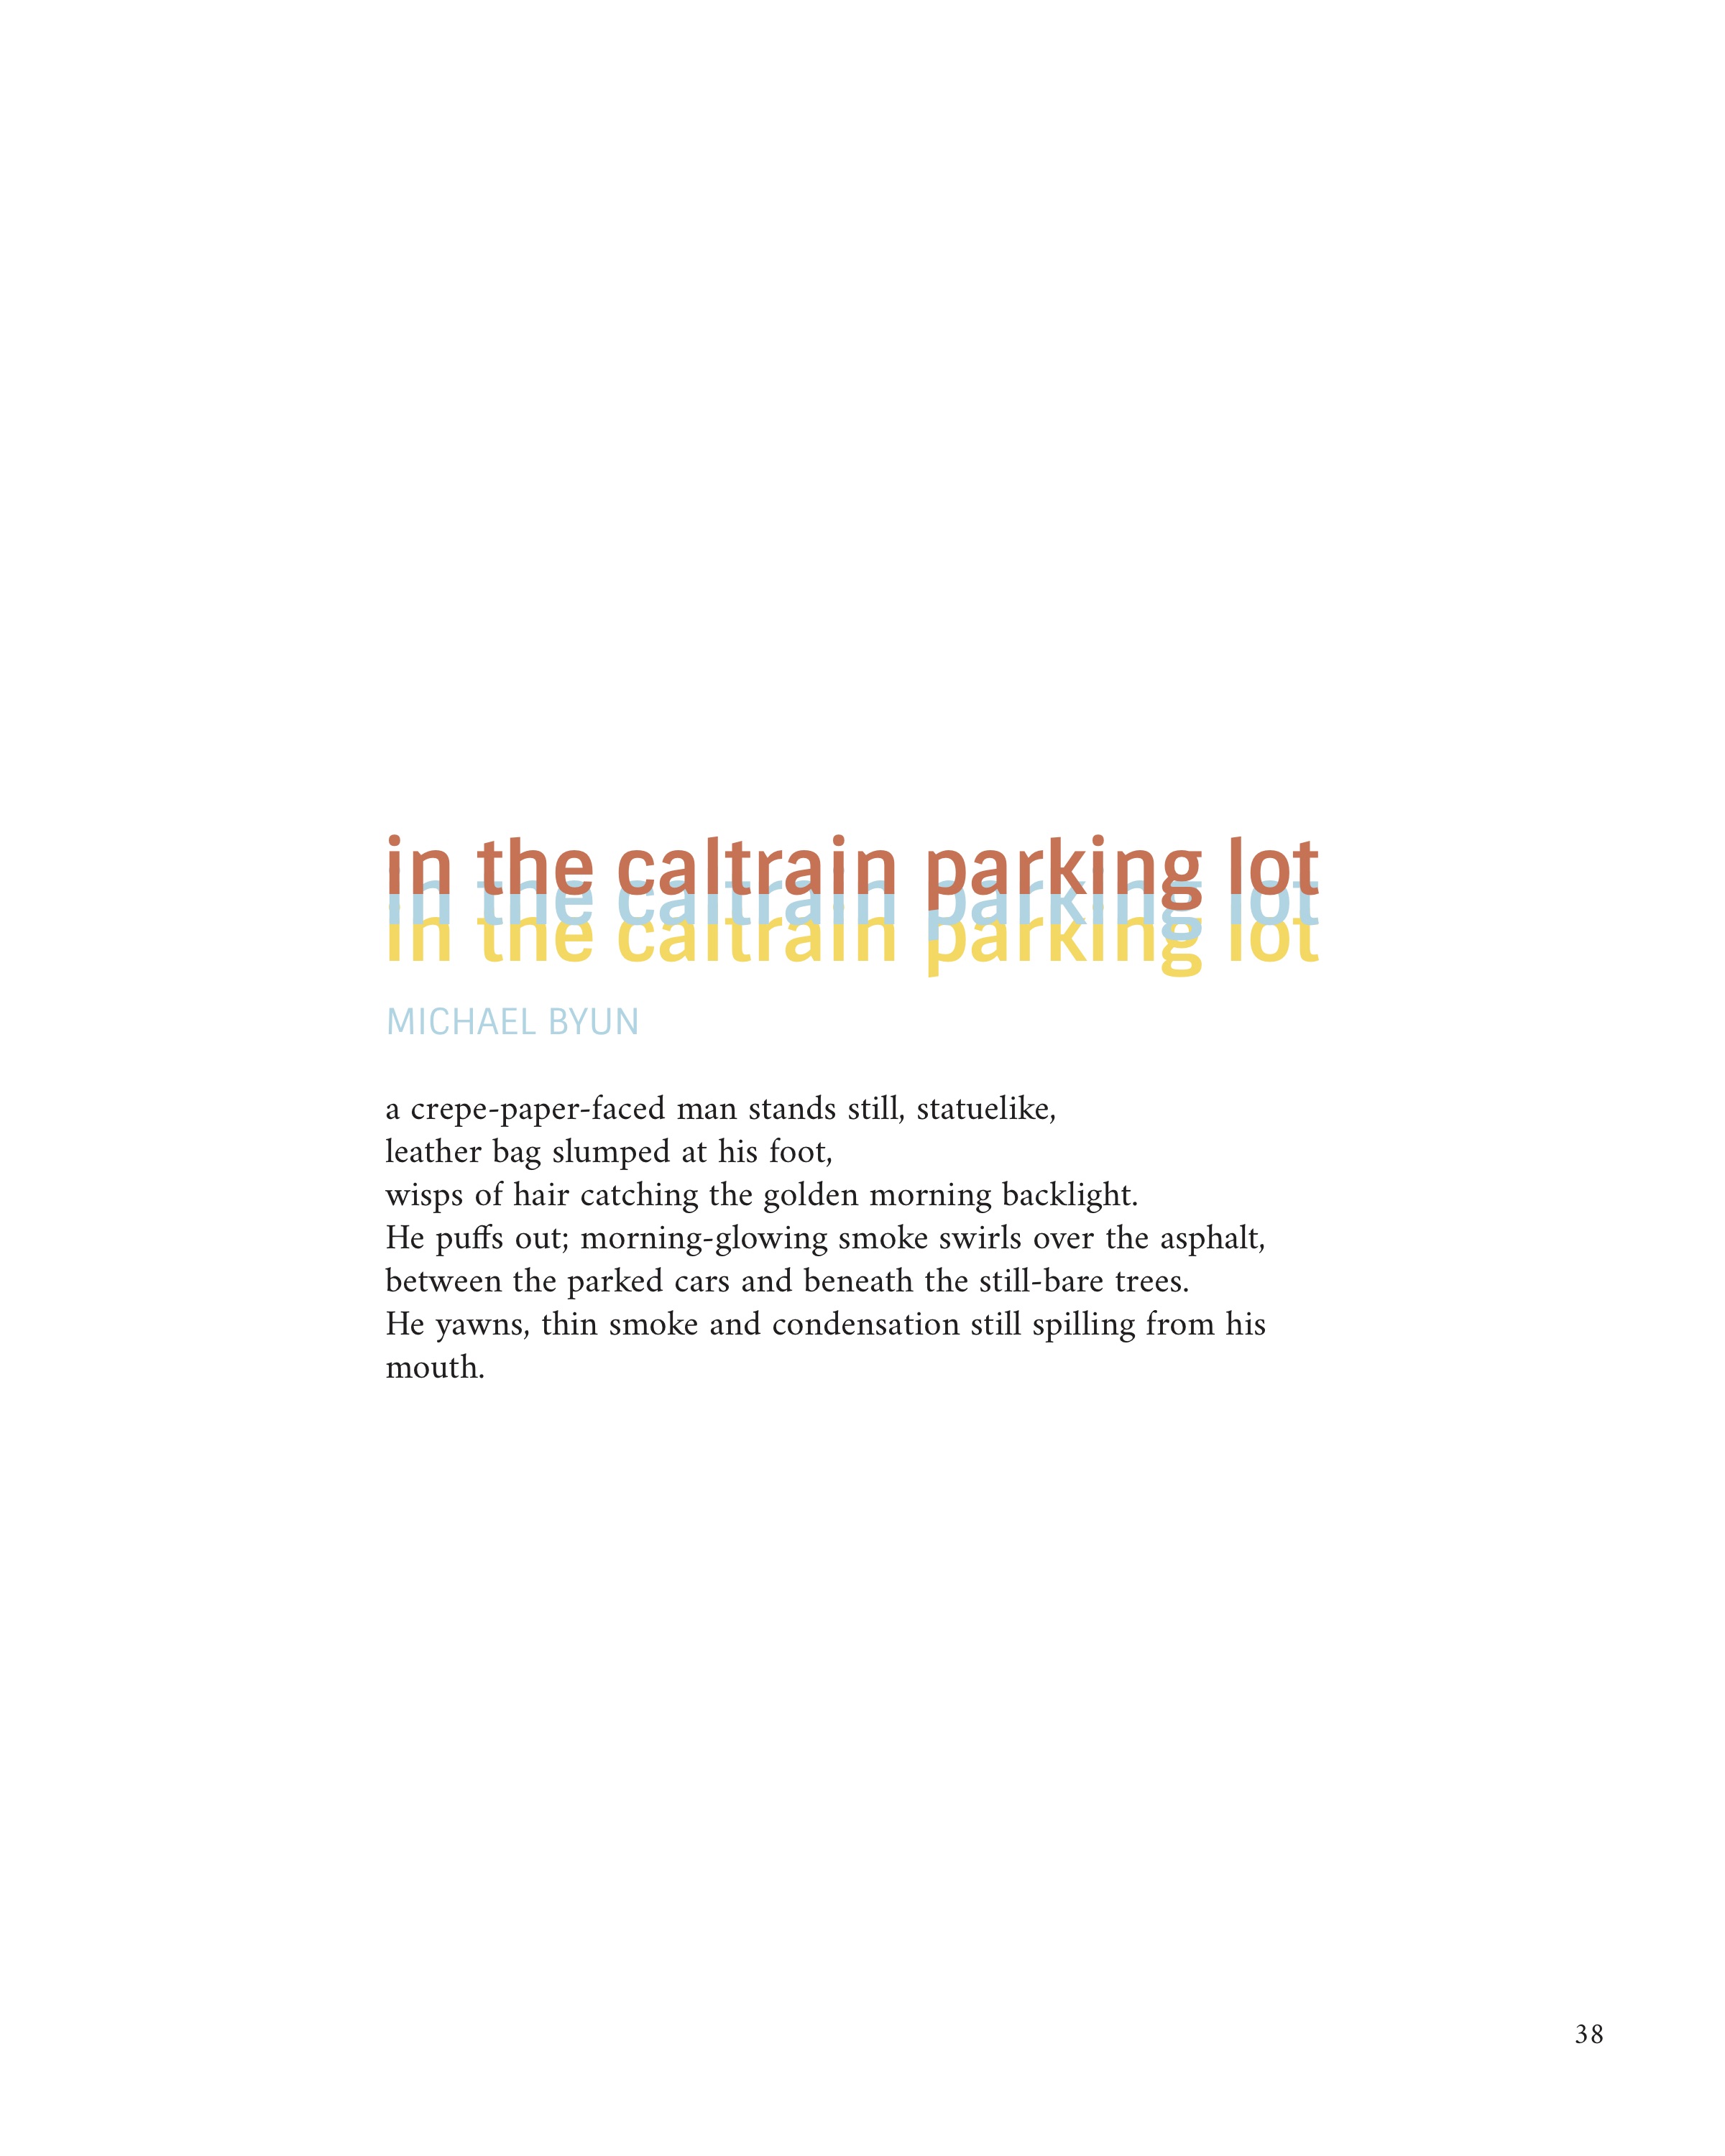 in the caltrain parking lot
in the caltrain parking lot
in the caltrain parking lot
MICHAEL BYUN
a crepe-paper-faced man stands still, statuelike,
leather bag slumped at his foot,
wisps of hair catching the golden morning backlight.
He puffs out; morning-glowing smoke swirls over the asphalt,
between the parked cars and beneath the still-bare trees.
He yawns, thin smoke and condensation still spilling from his
mouth.
38